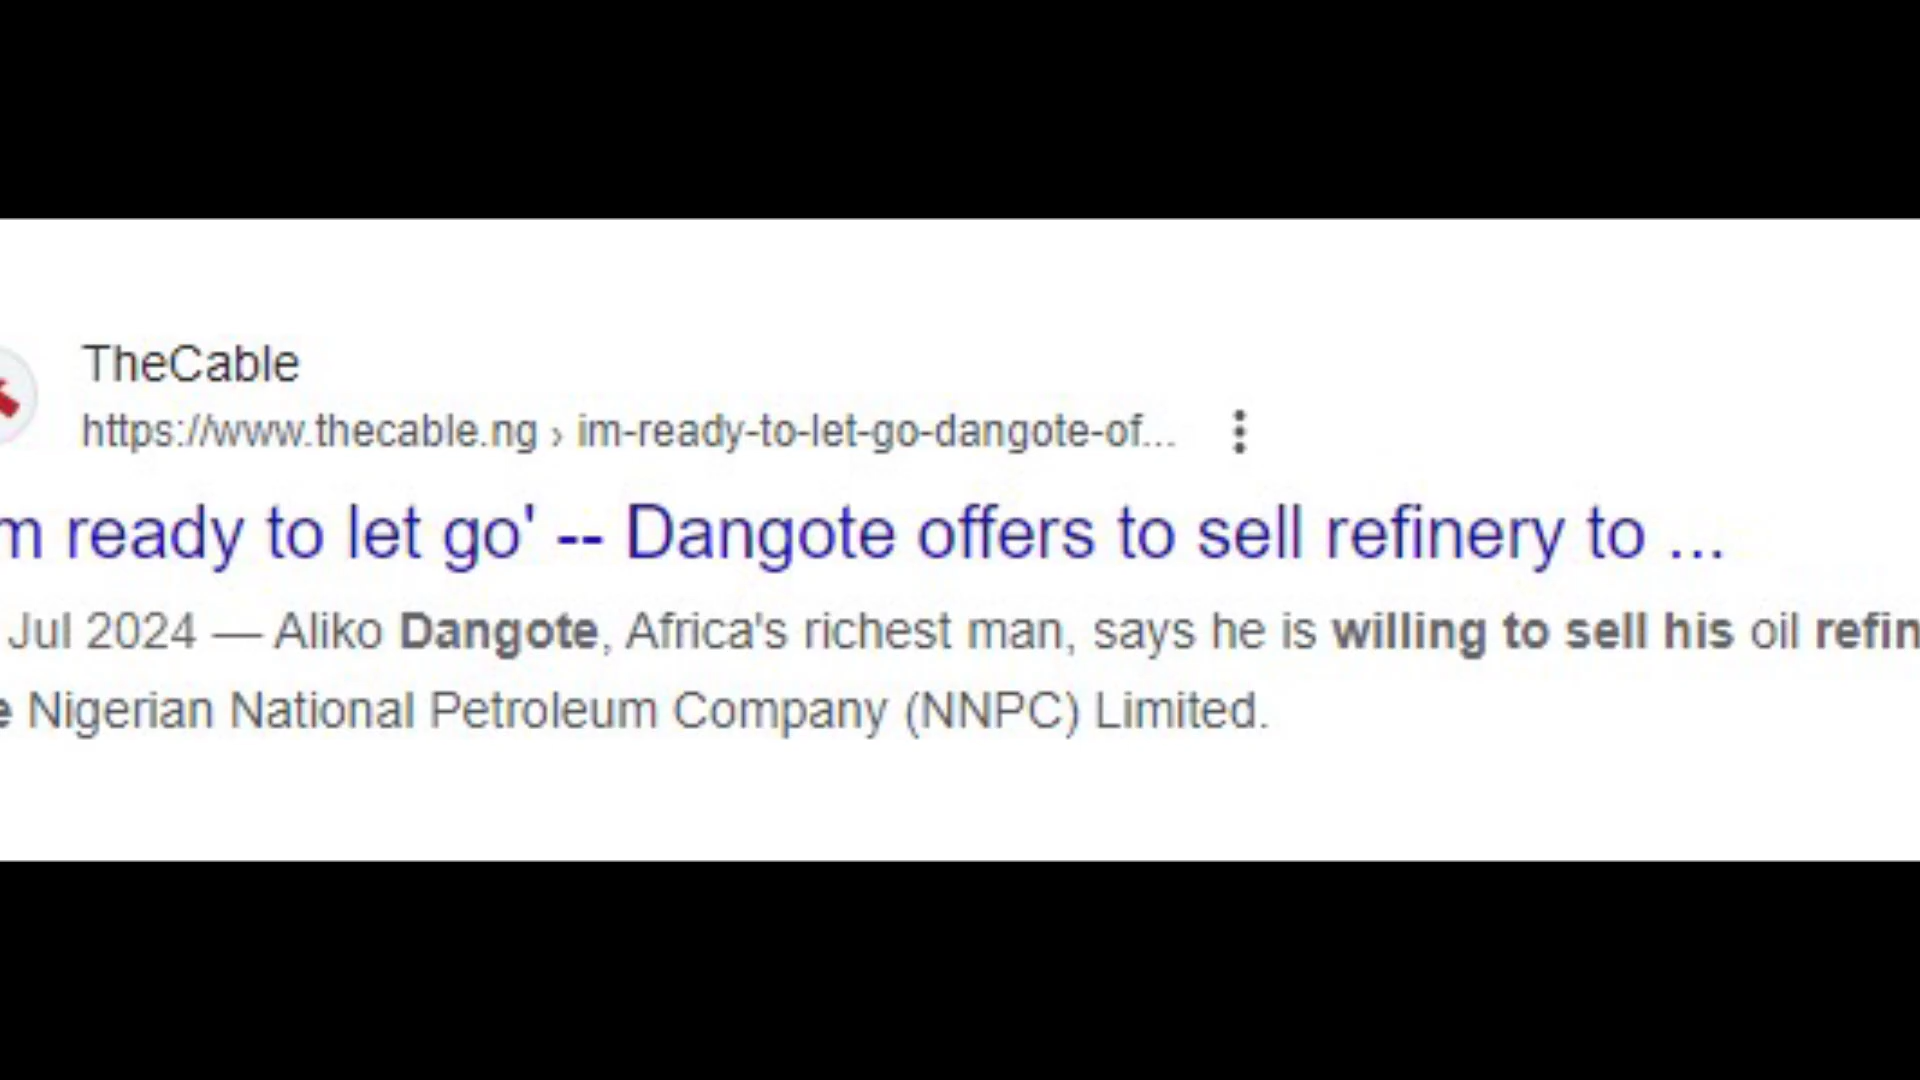 TheCable
https://www.thecable.ng › im-ready-to-let-go-dangote-of...
m ready to let go' -- Dangote offers to sell refinery to ...
Jul 2024 — Aliko Dangote, Africa's richest man, says he is willing to sell his oil refin
e Nigerian National Petroleum Company (NNPC) Limited.